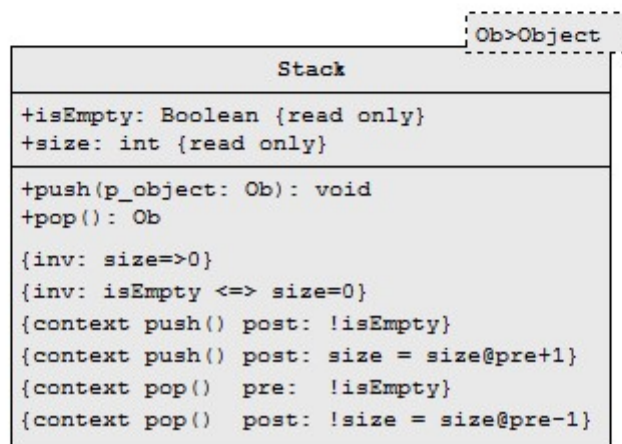 Ob>Object
Stack
+isEmpty: Boolean {read only}
+size: int {read only}
+push(p_object: Ob): void
+pop(): Ob
{inv: size=>0}
{inv: isEmpty <=> size=0}
{context push() post: !isEmpty}
{context push() post: size = size@pre+1}
{context pop()  pre:  !isEmpty}
{context pop()  post: !size = size@pre-1}